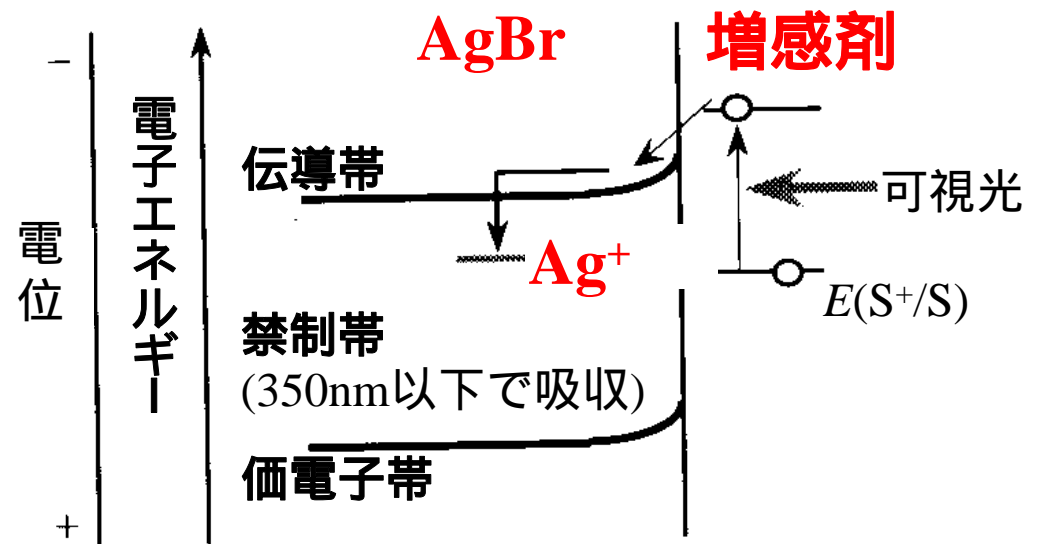 AgBr
増感剤
−
電子エネルギー
伝導帯
可視光
電位
Ag⁺
E(S⁺/S)
禁制帯
(350nm以下で吸収)
価電子帯
+